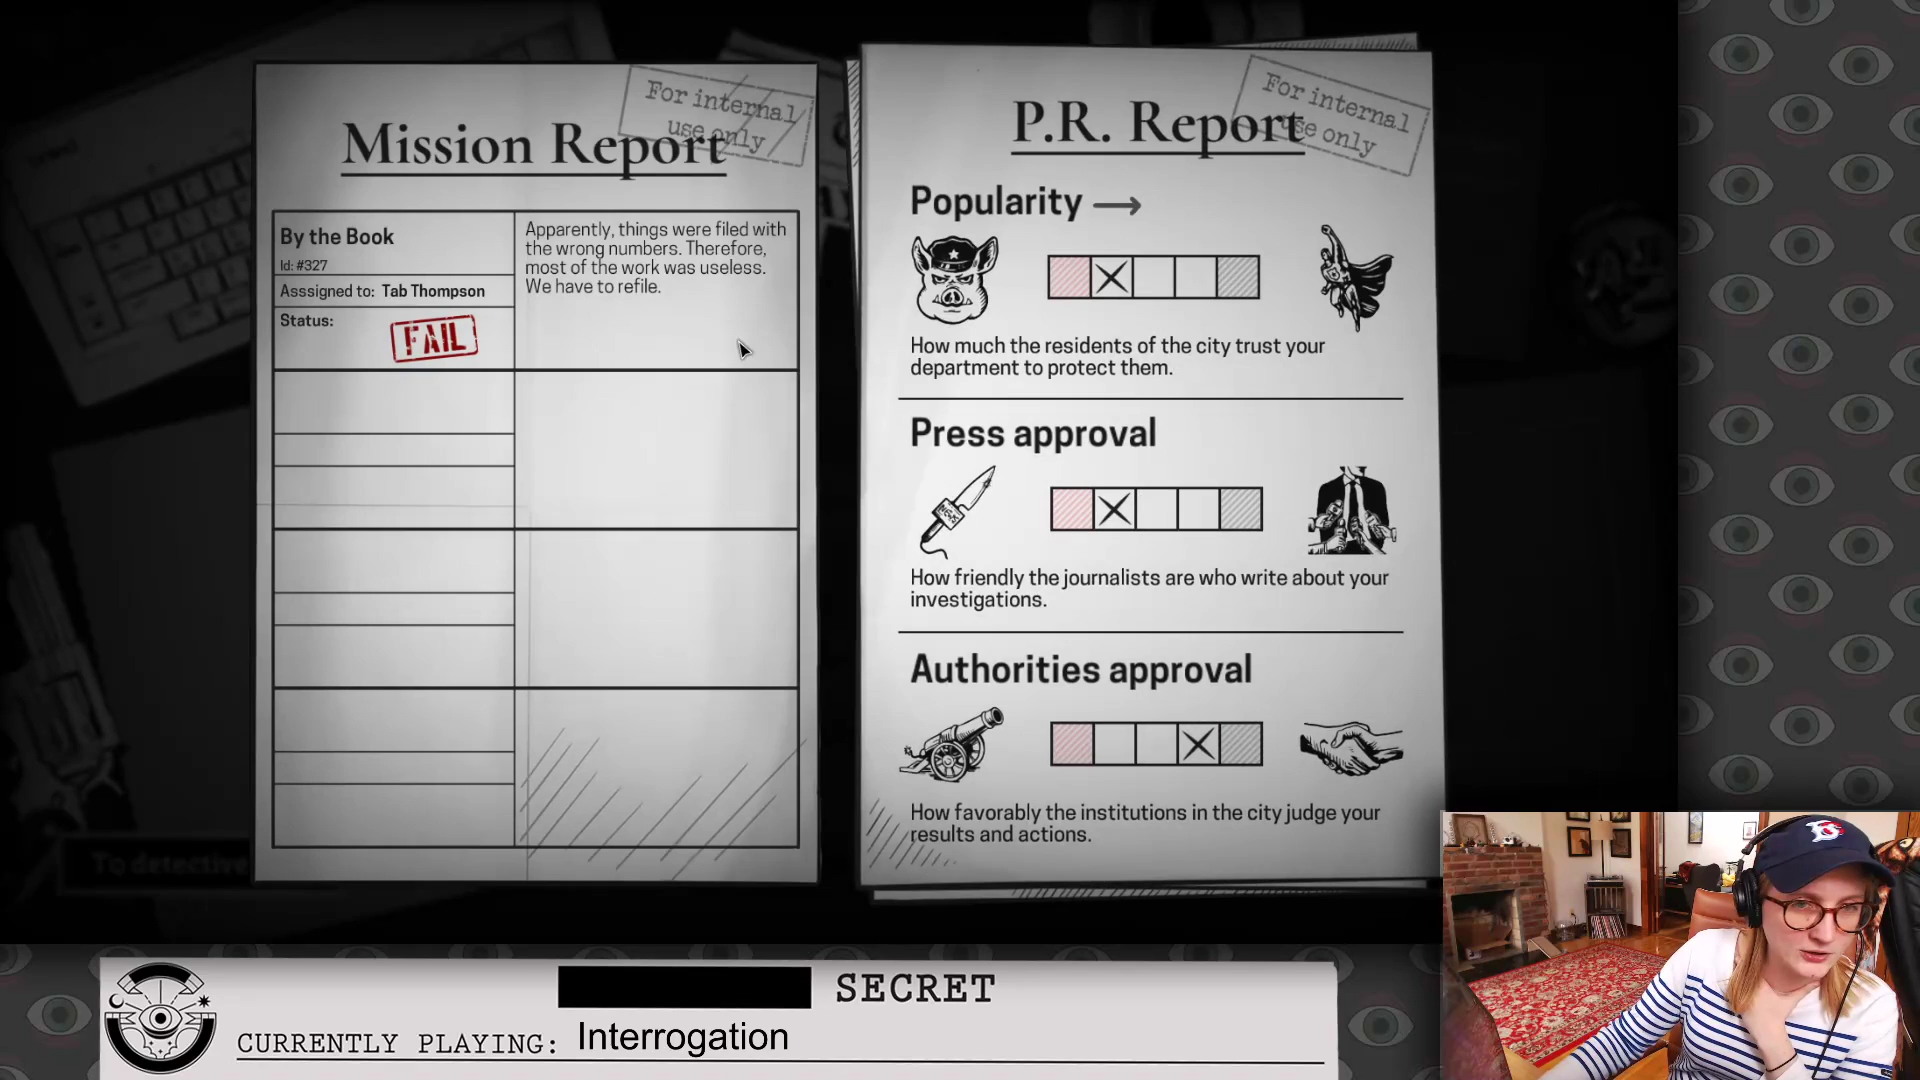 For internal
use only
Mission Report
By the Book
Id: #327
Asssigned to: Tab Thompson
Status:
FAIL
Apparently, things were filed with
the wrong numbers. Therefore,
most of the work was useless.
We have to refile.
For internal
use only
P.R. Report
Popularity
How much the residents of the city trust your
department to protect them.
Press approval
How friendly the journalists are who write about your
investigations.
Authorities approval
How favorably the institutions in the city judge your
results and actions.
To detective
SECRET
CURRENTLY PLAYING: Interrogation